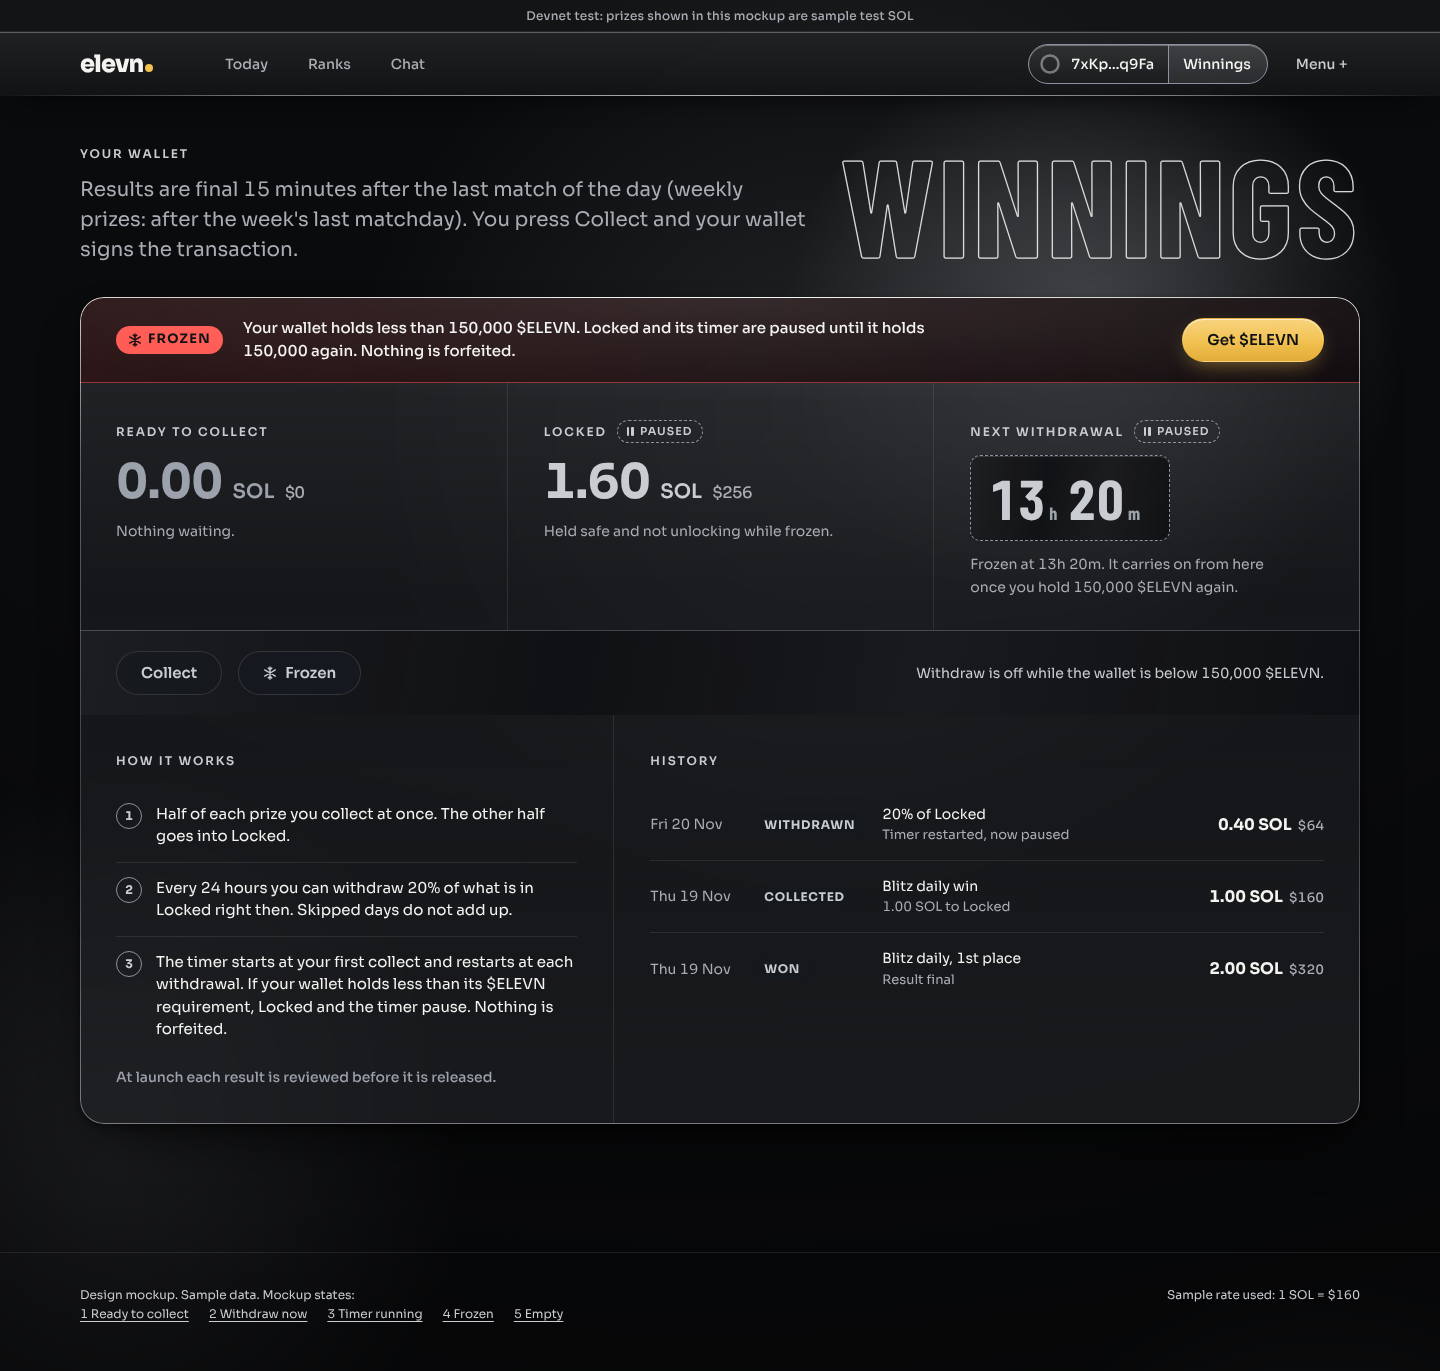 Devnet test: prizes shown in this mockup are sample test SOL
elevn.
Today
Ranks
Chat
7xKp...q9Fa
Winnings
Menu +
YOUR WALLET
Results are final 15 minutes after the last match of the day (weekly
prizes: after the week's last matchday). You press Collect and your wallet
signs the transaction.
WINNINGS
FROZEN
Your wallet holds less than 150,000 $ELEVN. Locked and its timer are paused until it holds
150,000 again. Nothing is forfeited.
Get $ELEVN
READY TO COLLECT
0.00 SOL $0
Nothing waiting.
LOCKED PAUSED
1.60 SOL $256
Held safe and not unlocking while frozen.
NEXT WITHDRAWAL PAUSED
13h 20m
Frozen at 13h 20m. It carries on from here
once you hold 150,000 $ELEVN again.
Collect
Frozen
Withdraw is off while the wallet is below 150,000 $ELEVN.
HOW IT WORKS
1 Half of each prize you collect at once. The other half
goes into Locked.
2 Every 24 hours you can withdraw 20% of what is in
Locked right then. Skipped days do not add up.
3 The timer starts at your first collect and restarts at each
withdrawal. If your wallet holds less than its $ELEVN
requirement, Locked and the timer pause. Nothing is
forfeited.
At launch each result is reviewed before it is released.
HISTORY
Fri 20 Nov WITHDRAWN 20% of Locked 0.40 SOL $64
Timer restarted, now paused
Thu 19 Nov COLLECTED Blitz daily win 1.00 SOL $160
1.00 SOL to Locked
Thu 19 Nov WON Blitz daily, 1st place 2.00 SOL $320
Result final
Design mockup. Sample data. Mockup states:
1 Ready to collect 2 Withdraw now 3 Timer running 4 Frozen 5 Empty
Sample rate used: 1 SOL = $160